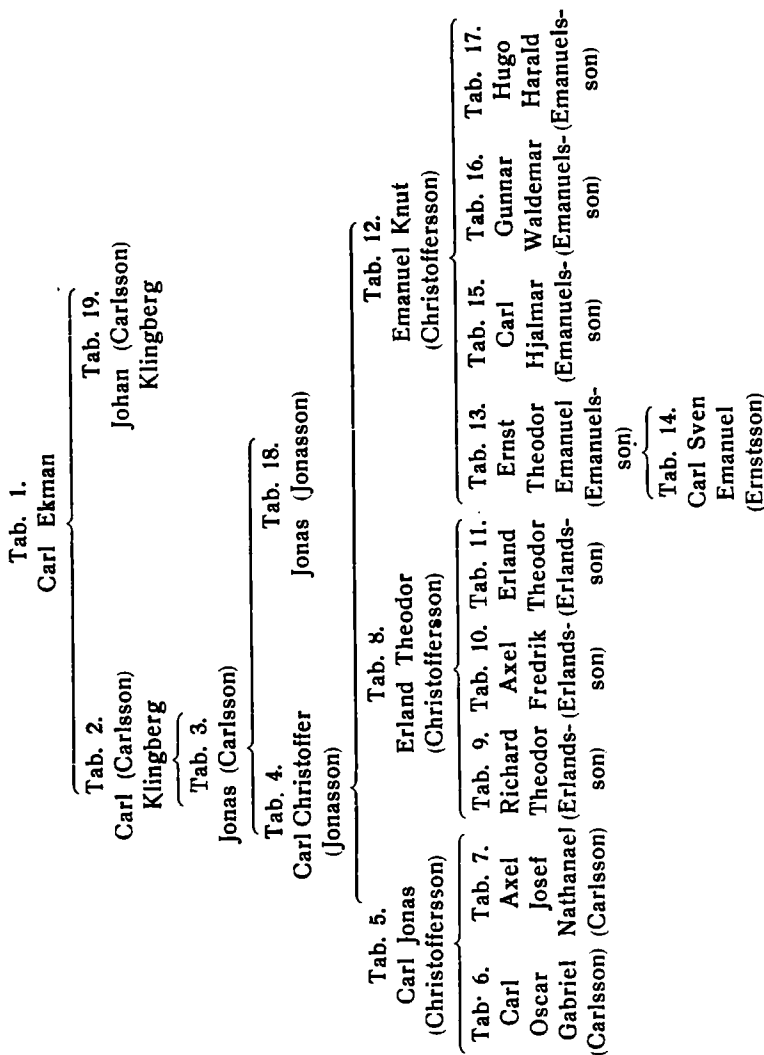 Tab. 1.
Carl Ekman
Tab. 2.
Carl (Carlsson)
Klingberg
Tab. 19.
Johan (Carlsson)
Klingberg
Tab. 3.
Jonas (Carlsson)
Tab. 4.
Carl Christoffer
(Jonasson)
Tab. 18.
Jonas (Jonasson)
Tab. 5.
Carl Jonas
(Christoffersson)
Tab. 8.
Erland Theodor
(Christoffersson)
Tab. 12.
Emanuel Knut
(Christoffersson)
Tab. 6.
Carl
Oscar
Gabriel
(Carlsson)
Tab. 7.
Axel
Josef
Nathanael
(Carlsson)
Tab. 9.
Richard
Theodor
(Erlands-
son)
Tab. 10.
Axel
Fredrik
(Erlands-
son)
Tab. 11.
Erland
Theodor
(Erlands-
son)
Tab. 13.
Ernst
Theodor
Emanuel
(Emanuels-
son)
Tab. 15.
Carl
Hjalmar
(Emanuels-
son)
Tab. 16.
Gunnar
Waldemar
(Emanuels-
son)
Tab. 17.
Hugo
Harald
(Emanuels-
son)
Tab. 14.
Carl Sven
Emanuel
(Ernstsson)